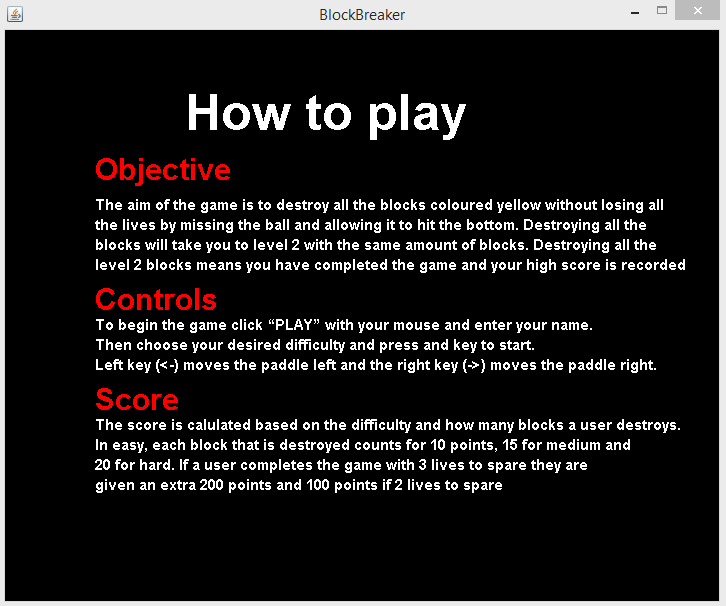 BlockBreaker
How to play
Objective
The aim of the game is to destroy all the blocks coloured yellow without losing all
the lives by missing the ball and allowing it to hit the bottom. Destroying all the
blocks will take you to level 2 with the same amount of blocks. Destroying all the
level 2 blocks means you have completed the game and your high score is recorded
Controls
To begin the game click “PLAY” with your mouse and enter your name.
Then choose your desired difficulty and press and key to start.
Left key (<-) moves the paddle left and the right key (->) moves the paddle right.
Score
The score is calulated based on the difficulty and how many blocks a user destroys.
In easy, each block that is destroyed counts for 10 points, 15 for medium and
20 for hard. If a user completes the game with 3 lives to spare they are
given an extra 200 points and 100 points if 2 lives to spare